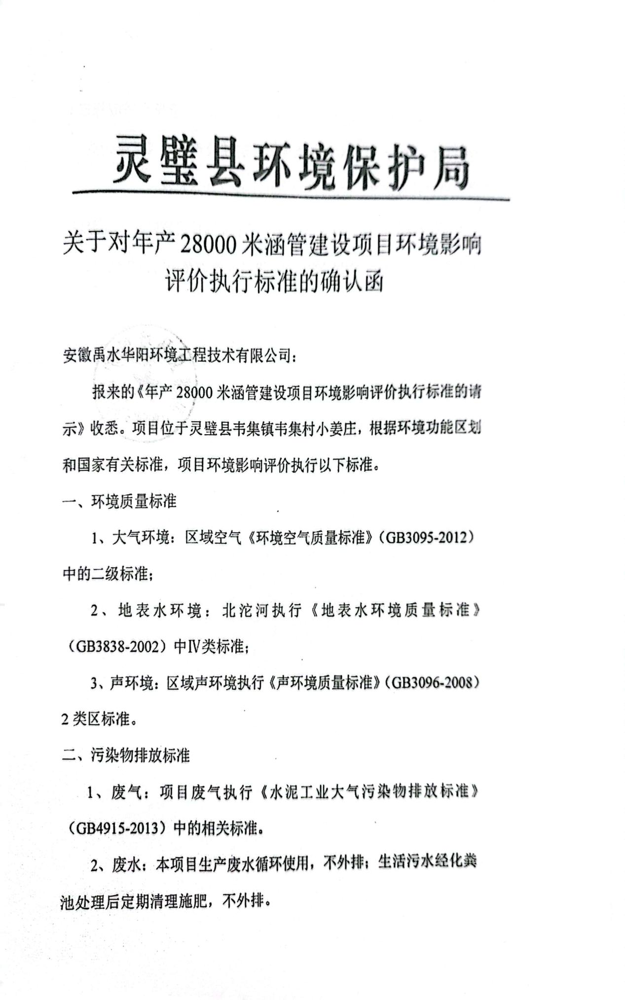 灵璧县环境保护局
关于对年产28000米涵管建设项目环境影响
评价执行标准的确认函
安徽禹水华阳环境工程技术有限公司：
报来的《年产28000米涵管建设项目环境影响评价执行标准的请
示》收悉。项目位于灵璧县韦集镇韦集村小姜庄，根据环境功能区划
和国家有关标准，项目环境影响评价执行以下标准。
一、环境质量标准
1、大气环境：区域空气《环境空气质量标准》（GB3095-2012）
中的二级标准；
2、地表水环境：北沱河执行《地表水环境质量标准》
（GB3838-2002）中Ⅳ类标准；
3、声环境：区域声环境执行《声环境质量标准》（GB3096-2008）
2类区标准。
二、污染物排放标准
1、废气：项目废气执行《水泥工业大气污染物排放标准》
（GB4915-2013）中的相关标准。
2、废水：本项目生产废水循环使用，不外排；生活污水经化粪
池处理后定期清理施肥，不外排。